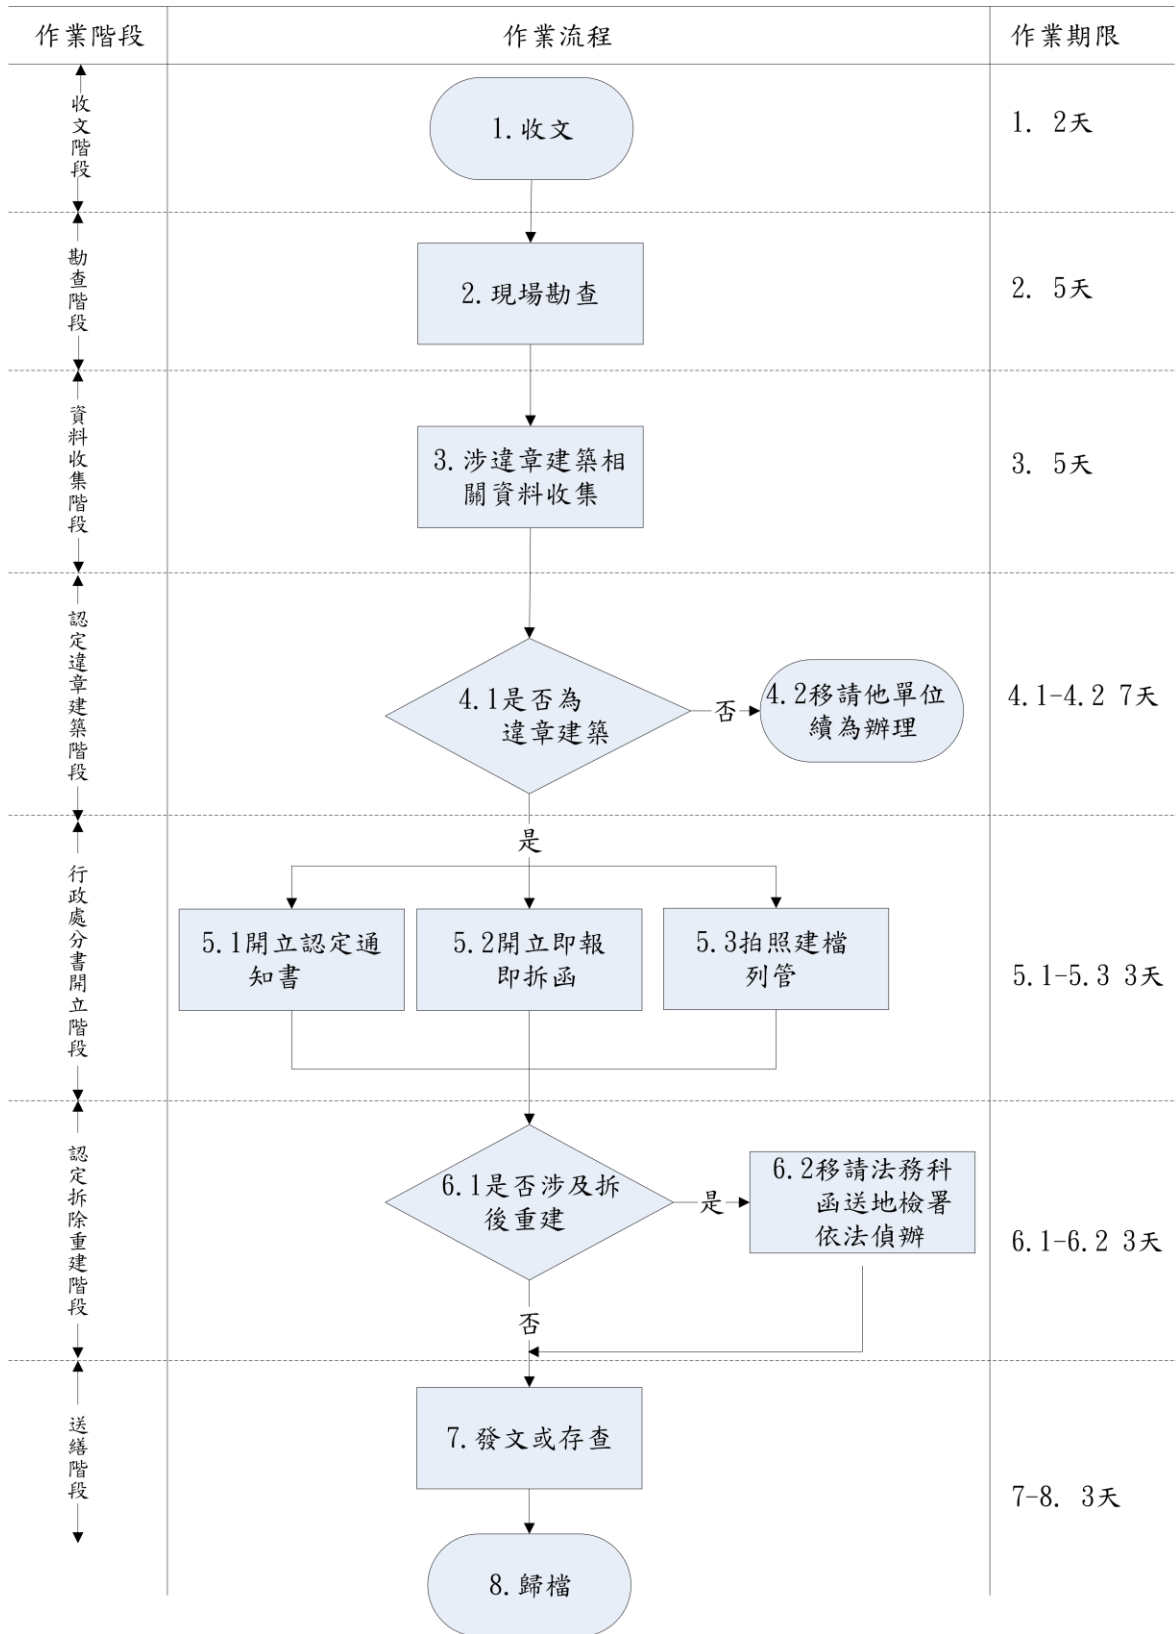 作業階段
作業流程
作業期限
收文階段
1.收文
1. 2天
勘查階段
2.現場勘查
2. 5天
資料收集階段
3.涉違章建築相
關資料收集
3. 5天
認定違章建築階段
4.1是否為
違章建築
否
4.2移請他單位
續為辦理
4.1-4.2 7天
是
行政處分書開立階段
5.1開立認定通
知書
5.2開立即報
即拆函
5.3拍照建檔
列管
5.1-5.3 3天
認定拆除重建階段
6.1是否涉及拆
後重建
是
6.2移請法務科
函送地檢署
依法偵辦
6.1-6.2 3天
否
送繕階段
7.發文或存查
7-8. 3天
8.歸檔